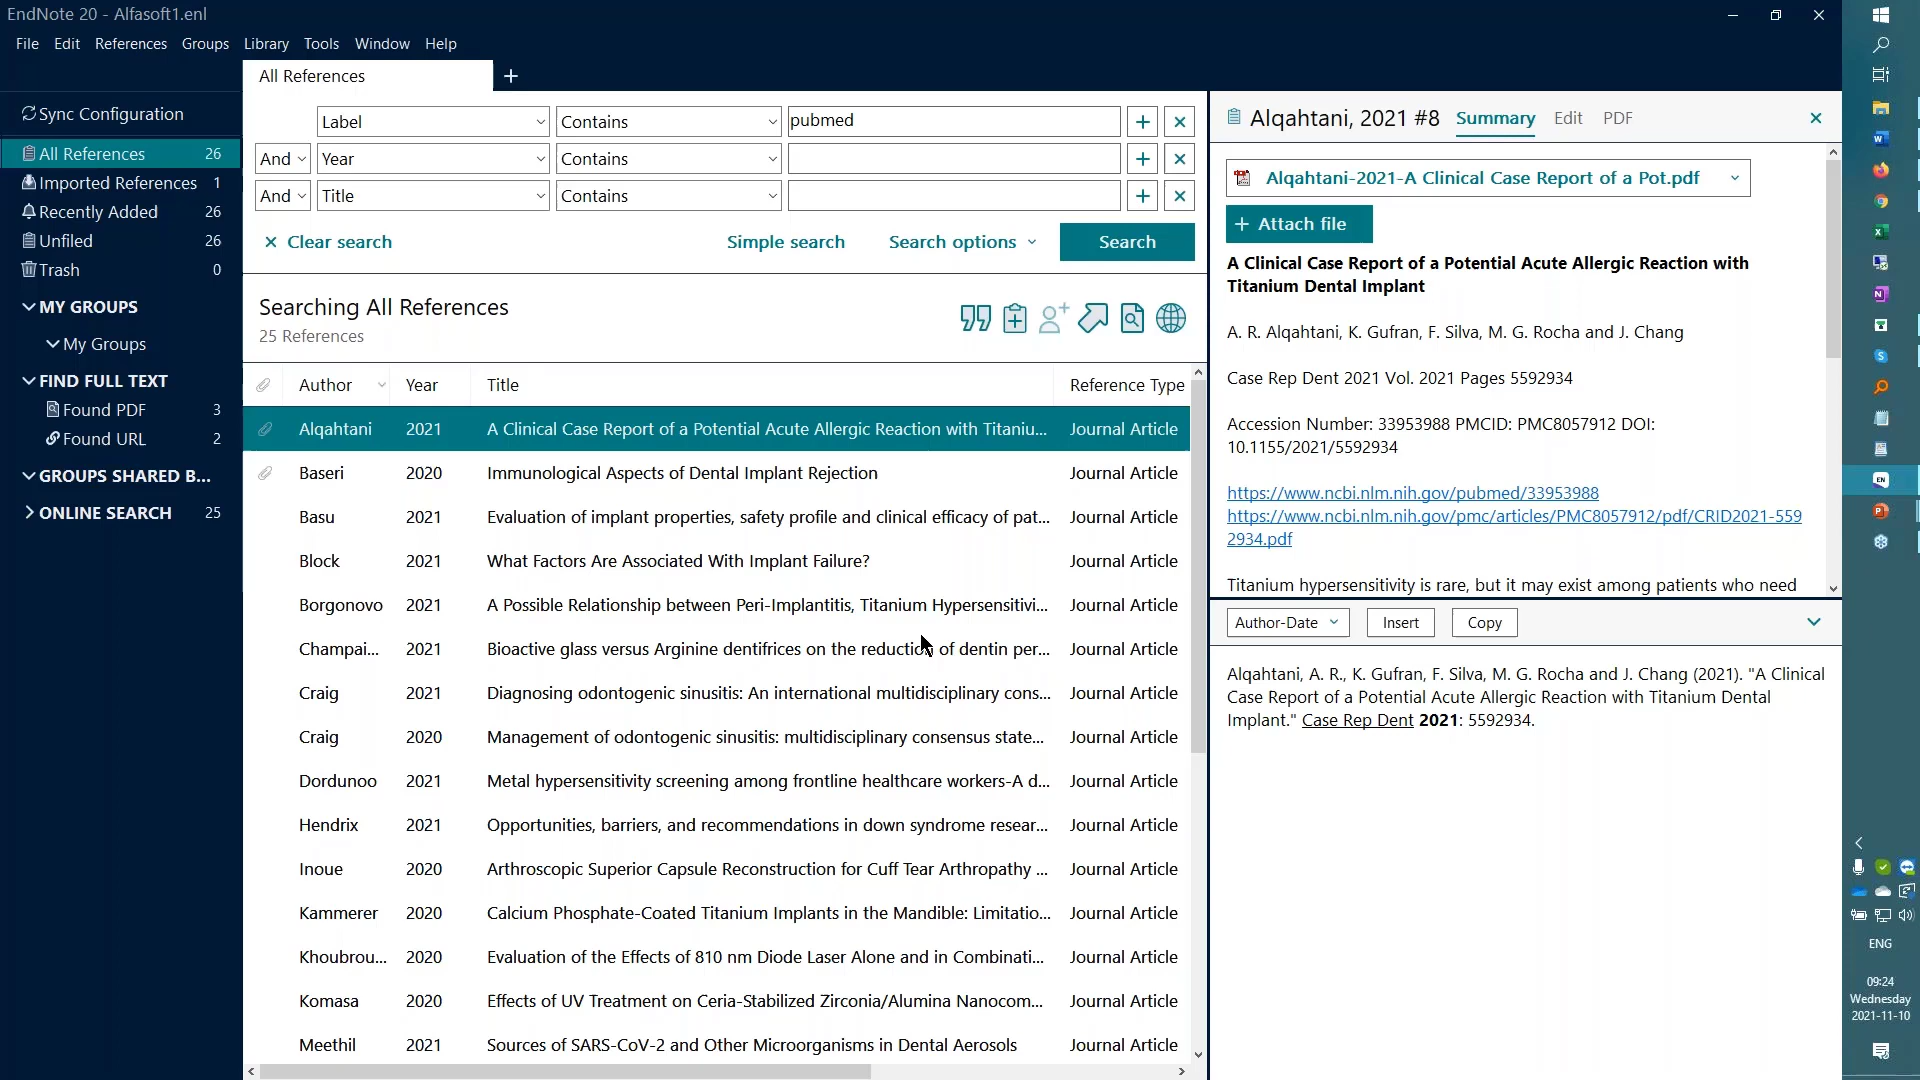 EndNote 20 - Alfasoft1.enl
File Edit References Groups Library Tools Window Help
All References
Sync Configuration
All References 26
Imported References 1
Recently Added 26
Unfiled 26
Trash 0
MY GROUPS
My Groups
FIND FULL TEXT
Found PDF 3
Found URL 2
GROUPS SHARED B...
ONLINE SEARCH 25
Label Contains pubmed
And Year Contains
And Title Contains
Clear search Simple search Search options Search
Searching All References
25 References
Author Year Title Reference Type
Alqahtani 2021 A Clinical Case Report of a Potential Acute Allergic Reaction with Titaniu... Journal Article
Baseri 2020 Immunological Aspects of Dental Implant Rejection Journal Article
Basu 2021 Evaluation of implant properties, safety profile and clinical efficacy of pat... Journal Article
Block 2021 What Factors Are Associated With Implant Failure? Journal Article
Borgonovo 2021 A Possible Relationship between Peri-Implantitis, Titanium Hypersensitivi... Journal Article
Champai... 2021 Bioactive glass versus Arginine dentifrices on the reduction of dentin per... Journal Article
Craig 2021 Diagnosing odontogenic sinusitis: An international multidisciplinary cons... Journal Article
Craig 2020 Management of odontogenic sinusitis: multidisciplinary consensus state... Journal Article
Dordunoo 2021 Metal hypersensitivity screening among frontline healthcare workers-A d... Journal Article
Hendrix 2021 Opportunities, barriers, and recommendations in down syndrome resear... Journal Article
Inoue 2020 Arthroscopic Superior Capsule Reconstruction for Cuff Tear Arthropathy ... Journal Article
Kammerer 2020 Calcium Phosphate-Coated Titanium Implants in the Mandible: Limitatio... Journal Article
Khoubrou... 2020 Evaluation of the Effects of 810 nm Diode Laser Alone and in Combinati... Journal Article
Komasa 2020 Effects of UV Treatment on Ceria-Stabilized Zirconia/Alumina Nanocom... Journal Article
Meethil 2021 Sources of SARS-CoV-2 and Other Microorganisms in Dental Aerosols Journal Article
Alqahtani, 2021 #8 Summary Edit PDF
Alqahtani-2021-A Clinical Case Report of a Pot.pdf
+ Attach file
A Clinical Case Report of a Potential Acute Allergic Reaction with
Titanium Dental Implant
A. R. Alqahtani, K. Gufran, F. Silva, M. G. Rocha and J. Chang
Case Rep Dent 2021 Vol. 2021 Pages 5592934
Accession Number: 33953988 PMCID: PMC8057912 DOI:
10.1155/2021/5592934
https://www.ncbi.nlm.nih.gov/pubmed/33953988
https://www.ncbi.nlm.nih.gov/pmc/articles/PMC8057912/pdf/CRID2021-559
2934.pdf
Titanium hypersensitivity is rare, but it may exist among patients who need
Author-Date Insert Copy
Alqahtani, A. R., K. Gufran, F. Silva, M. G. Rocha and J. Chang (2021). "A Clinical
Case Report of a Potential Acute Allergic Reaction with Titanium Dental
Implant." Case Rep Dent 2021: 5592934.
EN
ENG
09:24
Wednesday
2021-11-10